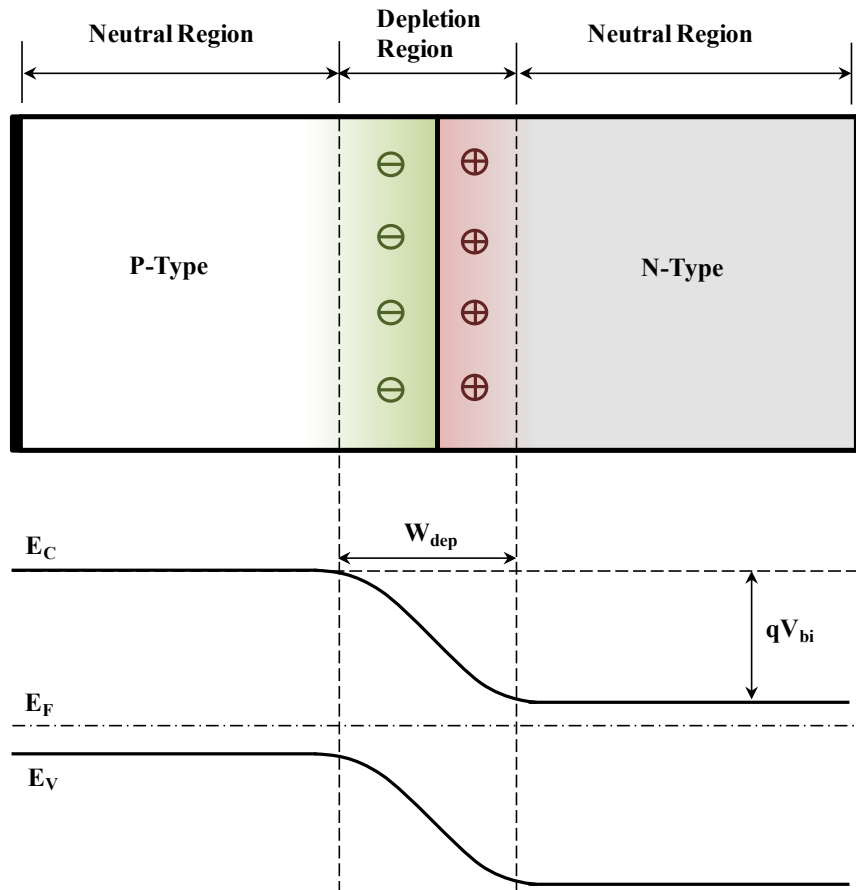 Neutral Region
Depletion
Region
Neutral Region
P-Type
N-Type
W_dep
E_C
qV_bi
E_F
E_V